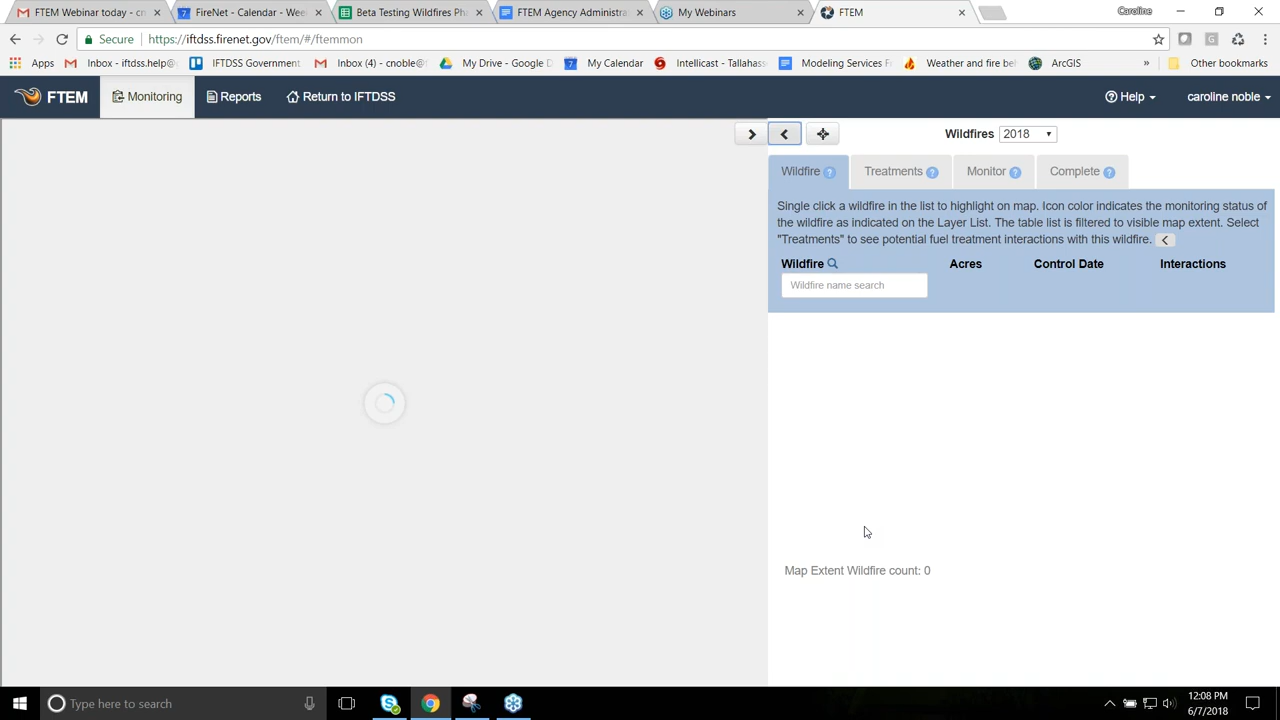 FTEM Webinar today - cn
FireNet - Calendar - Wee
Beta Testing Wildfires Ph
FTEM Agency Administra
My Webinars
FTEM
Caroline
Secure
https://iftdss.firenet.gov/ftem/#/ftemmon
Apps
Inbox - iftdss.help@
IFTDSS Government
Inbox (4) - cnoble@
My Drive - Google D
My Calendar
Intellicast - Tallahass
Modeling Services F
Weather and fire be
ArcGIS
»
Other bookmarks
FTEM
Monitoring
Reports
Return to IFTDSS
Help
caroline noble
Wildfires 2018
Wildfire ?
Treatments ?
Monitor ?
Complete ?
Single click a wildfire in the list to highlight on map. Icon color indicates the monitoring status of
the wildfire as indicated on the Layer List. The table list is filtered to visible map extent. Select
"Treatments" to see potential fuel treatment interactions with this wildfire.
Wildfire
Acres
Control Date
Interactions
Wildfire name search
Map Extent Wildfire count: 0
Type here to search
12:08 PM
6/7/2018